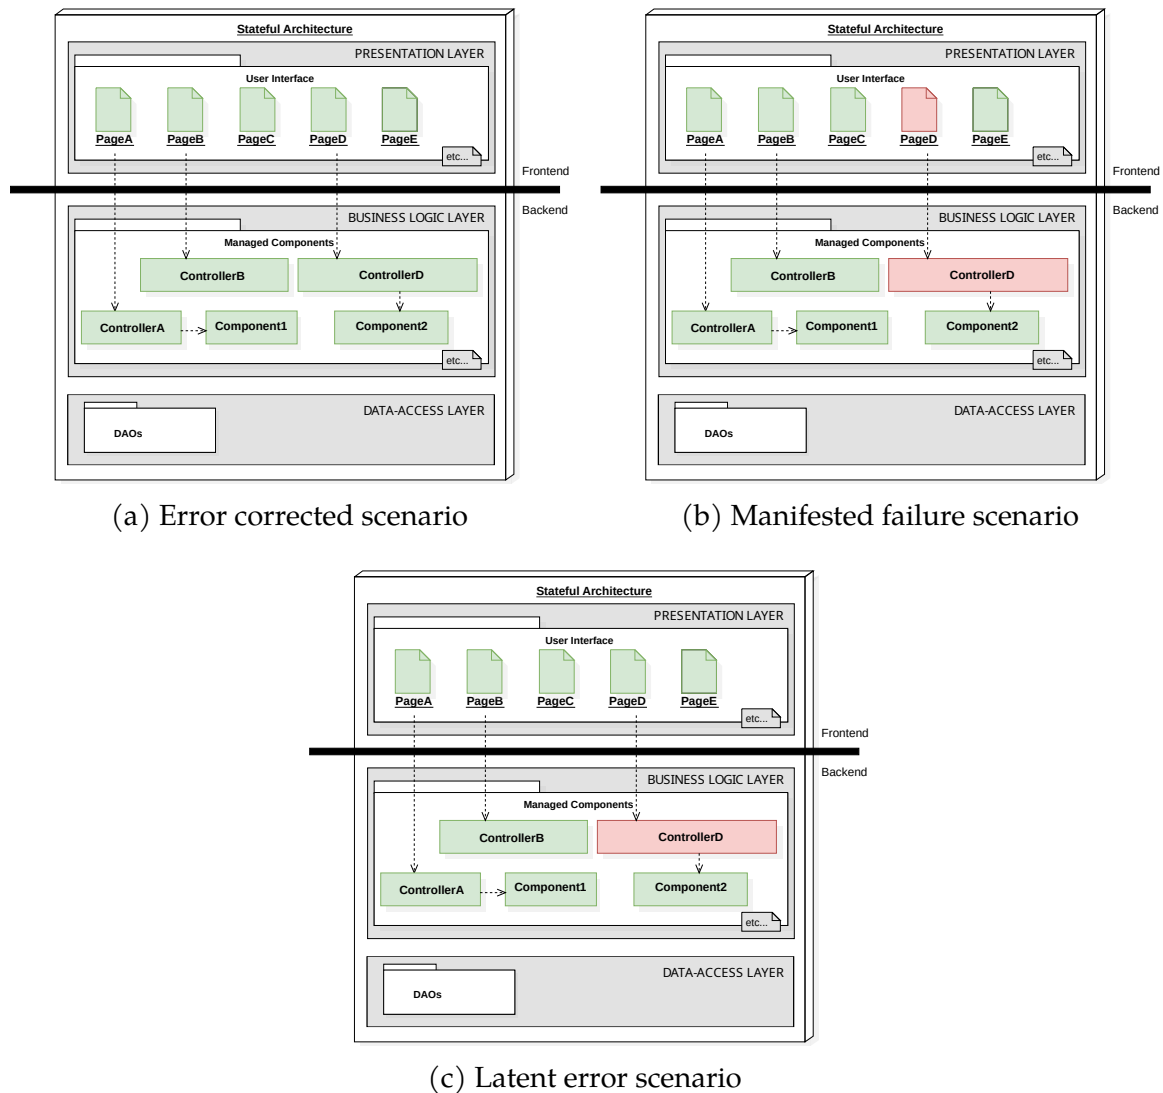 Stateful Architecture
PRESENTATION LAYER
User Interface
PageA PageB PageC PageD PageE
etc...
Frontend
Backend
BUSINESS LOGIC LAYER
Managed Components
ControllerB ControllerD
ControllerA Component1 Component2
etc...
DATA-ACCESS LAYER
DAOs
(a) Error corrected scenario
Stateful Architecture
PRESENTATION LAYER
User Interface
PageA PageB PageC PageD PageE
etc...
Frontend
Backend
BUSINESS LOGIC LAYER
Managed Components
ControllerB ControllerD
ControllerA Component1 Component2
etc...
DATA-ACCESS LAYER
DAOs
(b) Manifested failure scenario
Stateful Architecture
PRESENTATION LAYER
User Interface
PageA PageB PageC PageD PageE
etc...
Frontend
Backend
BUSINESS LOGIC LAYER
Managed Components
ControllerB ControllerD
ControllerA Component1 Component2
etc...
DATA-ACCESS LAYER
DAOs
(c) Latent error scenario